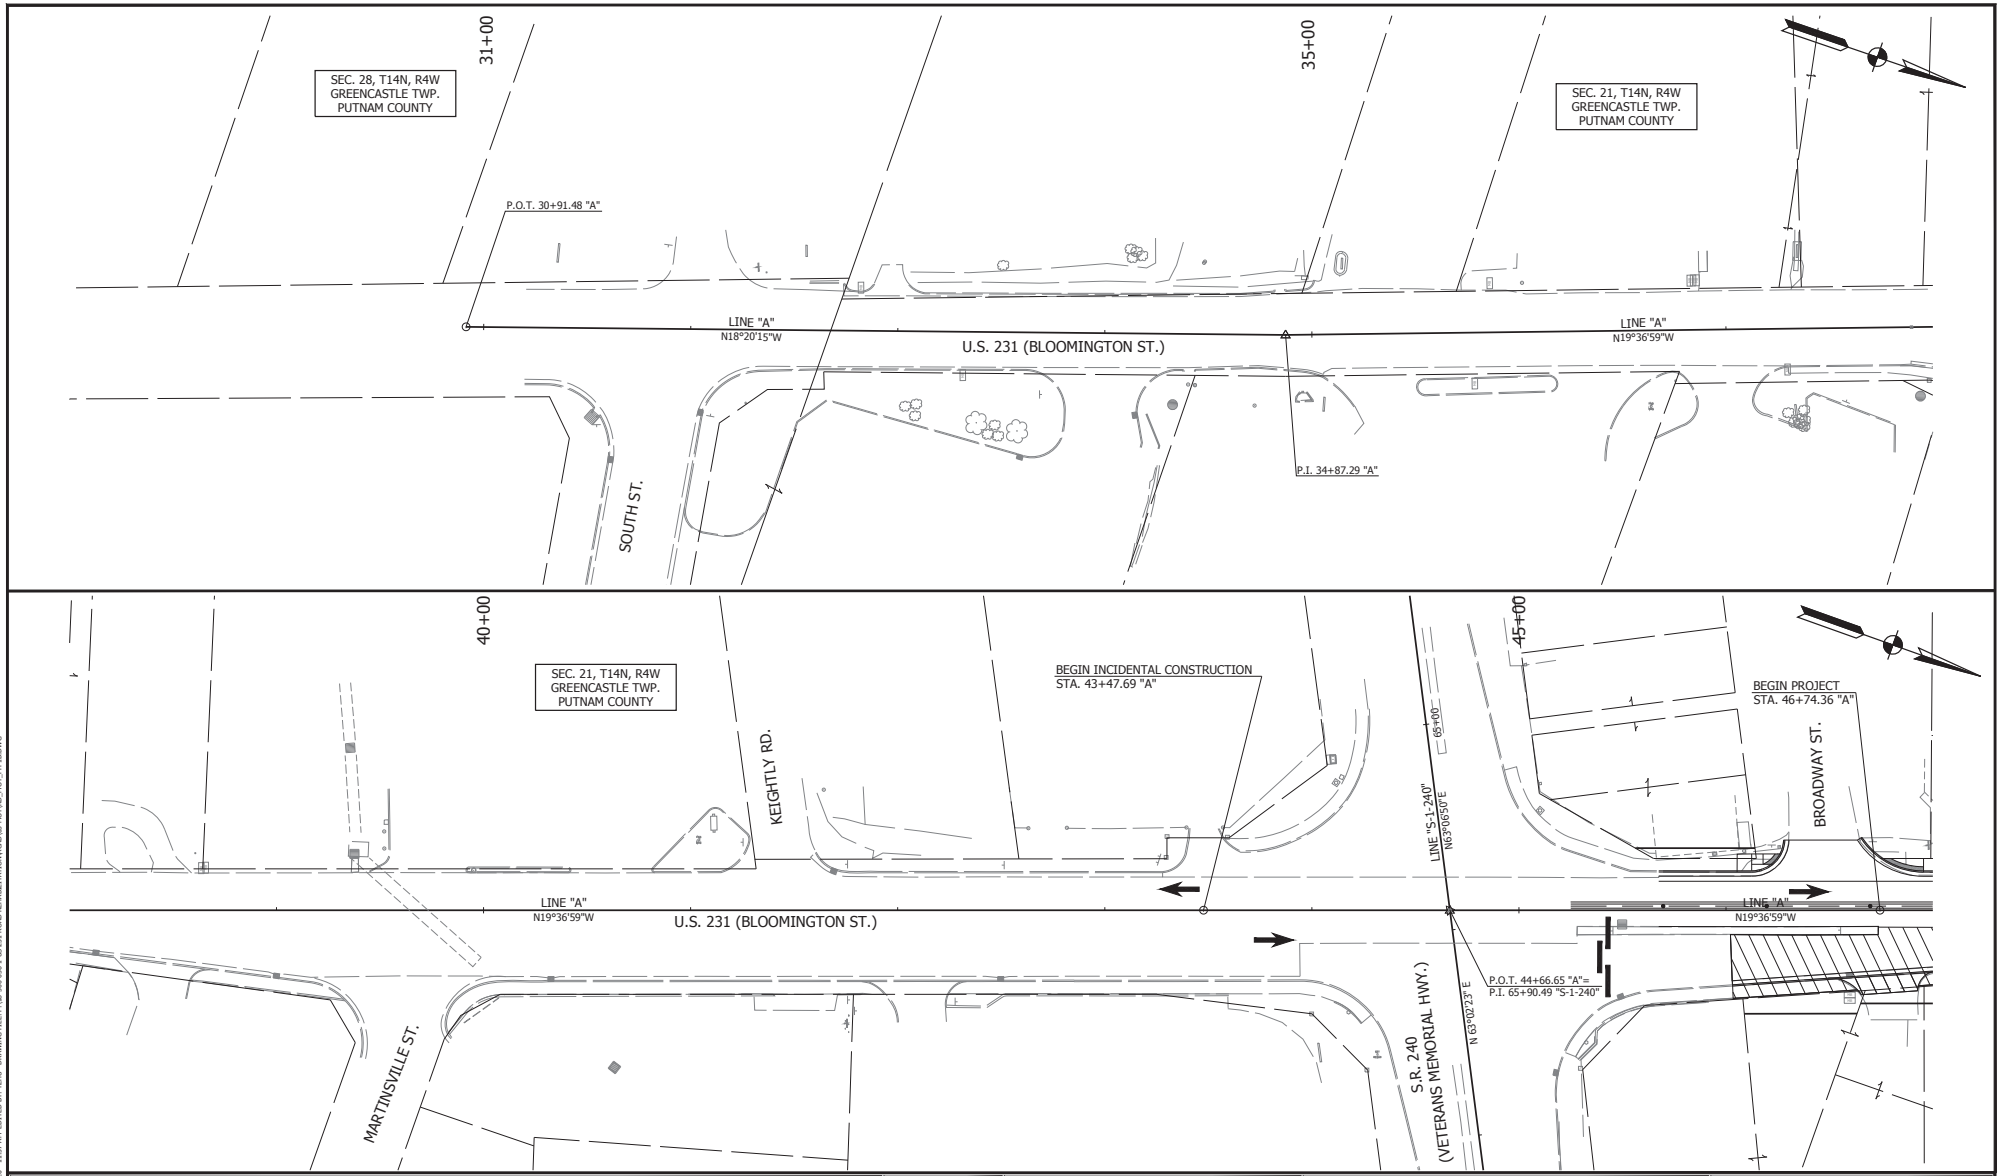 31+00
35+00
SEC. 28, T14N, R4W
GREENCASTLE TWP.
PUTNAM COUNTY
SEC. 21, T14N, R4W
GREENCASTLE TWP.
PUTNAM COUNTY
P.O.T. 30+91.48 "A"
LINE "A"
N18°20'15"W
U.S. 231 (BLOOMINGTON ST.)
LINE "A"
N19°36'59"W
P.I. 34+87.29 "A"
SOUTH ST.
40+00
45+00
SEC. 21, T14N, R4W
GREENCASTLE TWP.
PUTNAM COUNTY
BEGIN INCIDENTAL CONSTRUCTION
STA. 43+47.69 "A"
BEGIN PROJECT
STA. 46+74.36 "A"
65+00
KEIGHTLY RD.
BROADWAY ST.
LINE "S-1-240"
N63°06'50"E
LINE "A"
N19°36'59"W
U.S. 231 (BLOOMINGTON ST.)
LINE "A"
N19°36'59"W
P.O.T. 44+66.65 "A"=
P.I. 65+90.49 "S-1-240"
N 63°02'23" E
MARTINSVILLE ST.
S.R. 240
(VETERANS MEMORIAL HWY.)